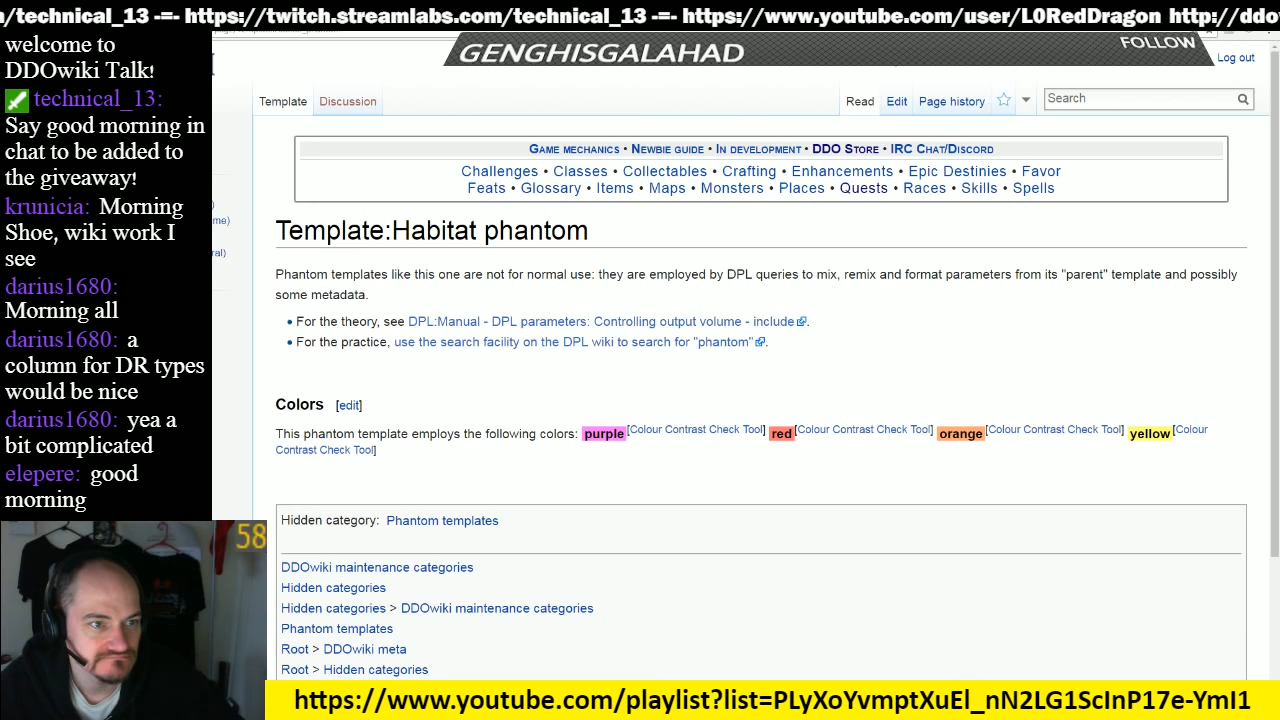 /technical_13 -=- https://twitch.streamlabs.com/technical_13 -=- https://www.youtube.com/user/L0RedDragon http://ddo
welcome to
DDOwiki Talk!
technical_13:
Say good morning in
chat to be added to
the giveaway!
krunicia: Morning
Shoe, wiki work I
see
darius1680:
Morning all
darius1680: a
column for DR types
would be nice
darius1680: yea a
bit complicated
elepere: good
morning
58
me)
ral)
GENGHISGALAHAD
FOLLOW
Log out
Template Discussion
Read Edit Page history Search
Game mechanics • Newbie guide • In development • DDO Store • IRC Chat/Discord
Challenges • Classes • Collectables • Crafting • Enhancements • Epic Destinies • Favor
Feats • Glossary • Items • Maps • Monsters • Places • Quests • Races • Skills • Spells
Template:Habitat phantom
Phantom templates like this one are not for normal use: they are employed by DPL queries to mix, remix and format parameters from its "parent" template and possibly
some metadata.
• For the theory, see DPL:Manual - DPL parameters: Controlling output volume - include.
• For the practice, use the search facility on the DPL wiki to search for "phantom".
Colors [edit]
This phantom template employs the following colors: purple[Colour Contrast Check Tool] red[Colour Contrast Check Tool] orange[Colour Contrast Check Tool] yellow[Colour
Contrast Check Tool]
Hidden category: Phantom templates
DDOwiki maintenance categories
Hidden categories
Hidden categories > DDOwiki maintenance categories
Phantom templates
Root > DDOwiki meta
Root > Hidden categories
https://www.youtube.com/playlist?list=PLyXoYvmptXuEl_nN2LG1ScInP17e-YmI1